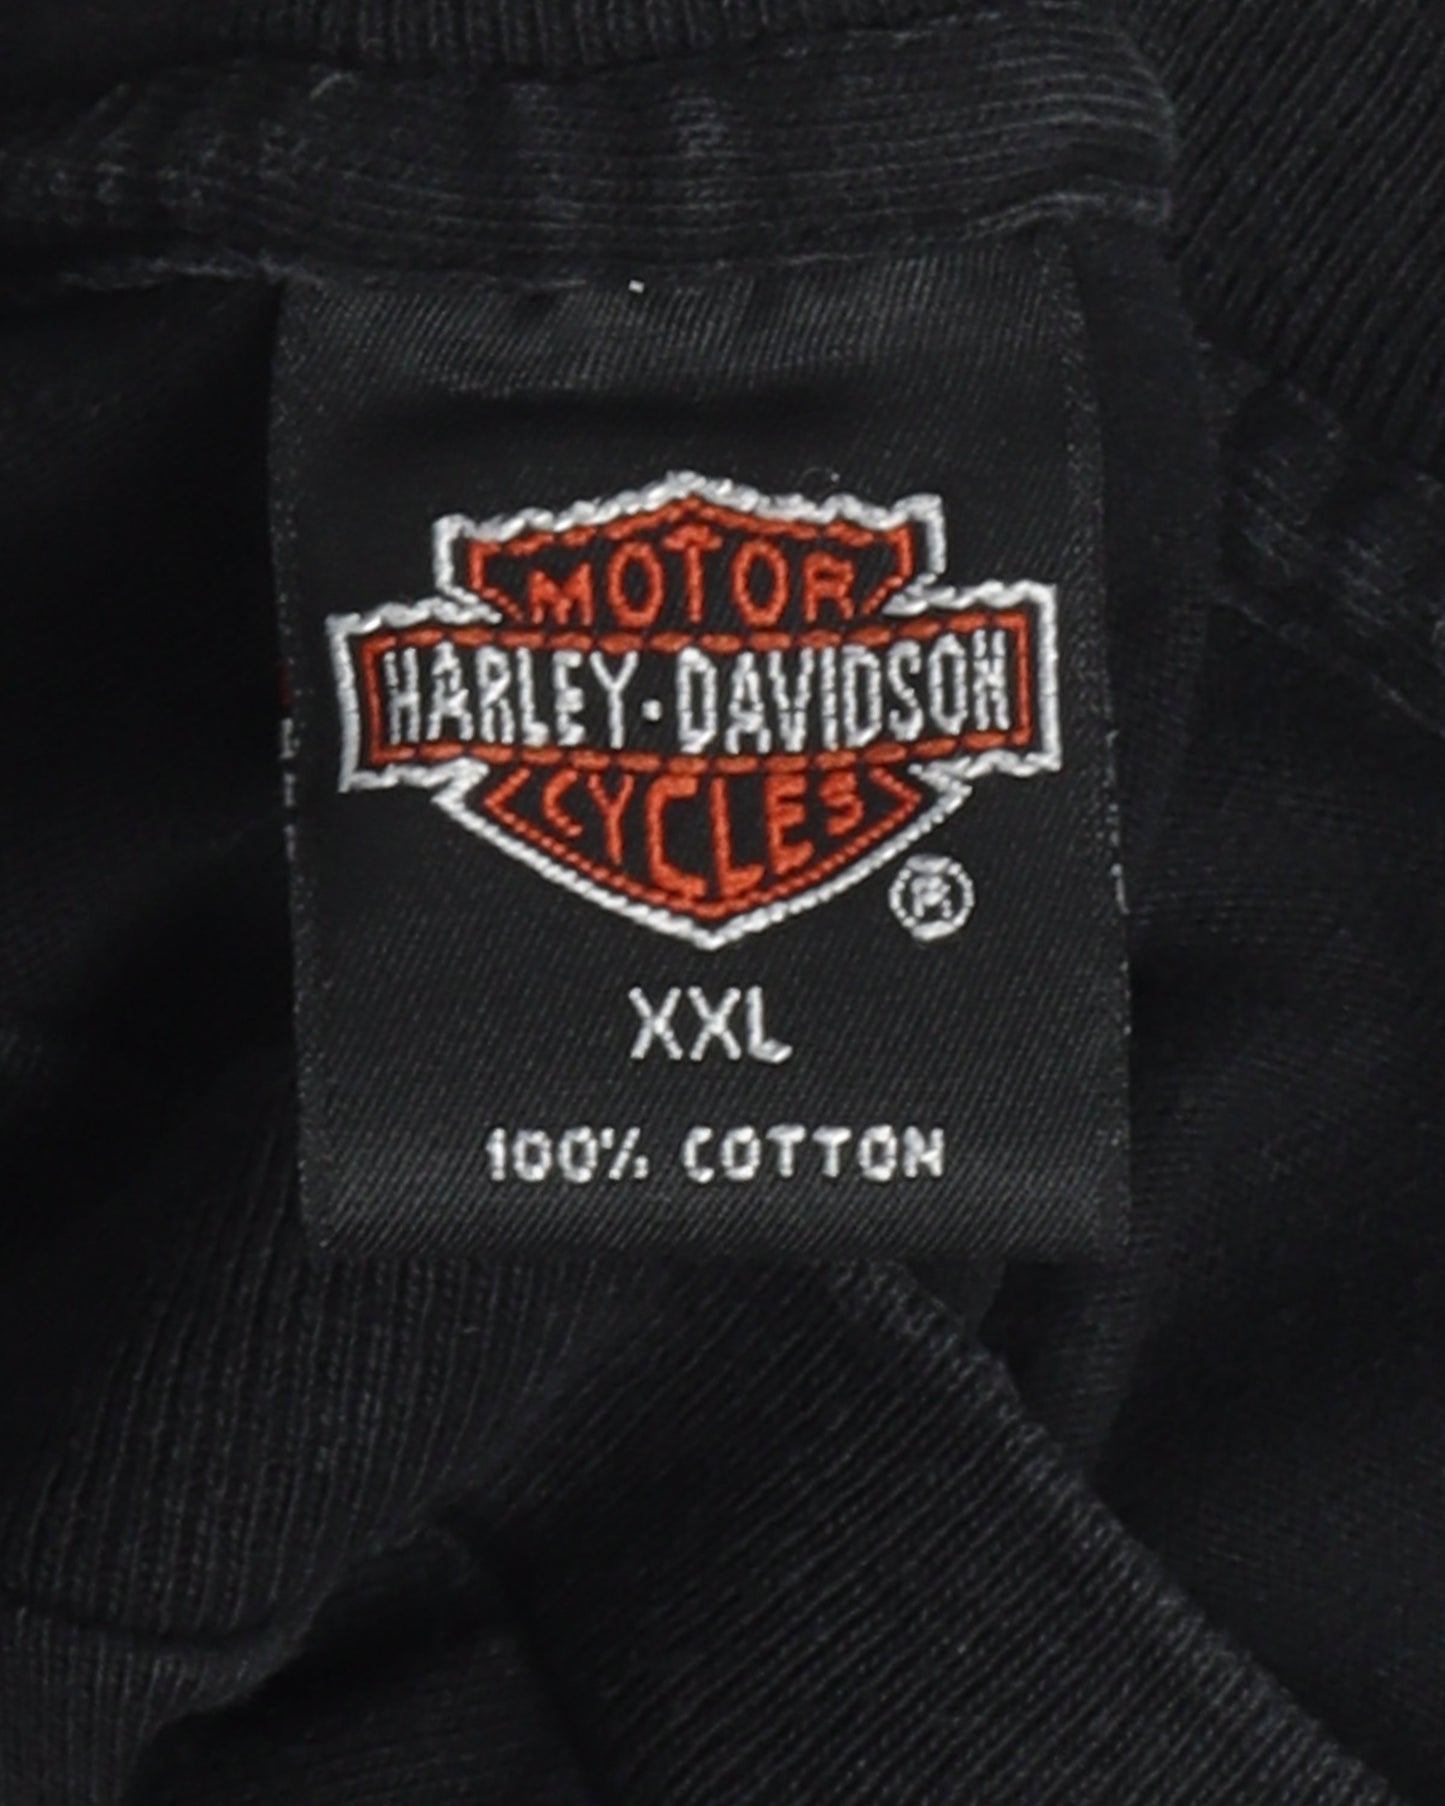 MOTOR
HARLEY-DAVIDSON
CYCLES
®
XXL
100% COTTON